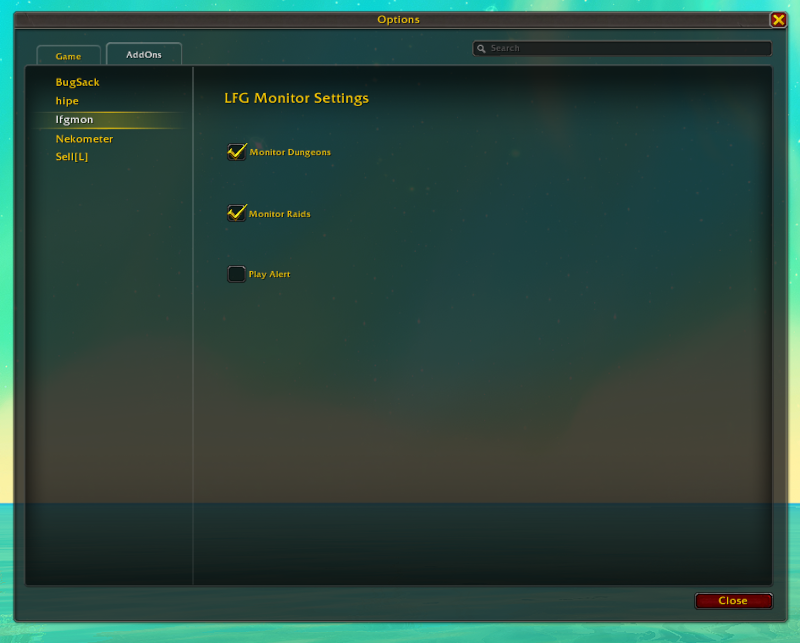 Options
Game
AddOns
Search
BugSack
hipe
lfgmon
Nekometer
Sell[L]
LFG Monitor Settings
Monitor Dungeons
Monitor Raids
Play Alert
Close